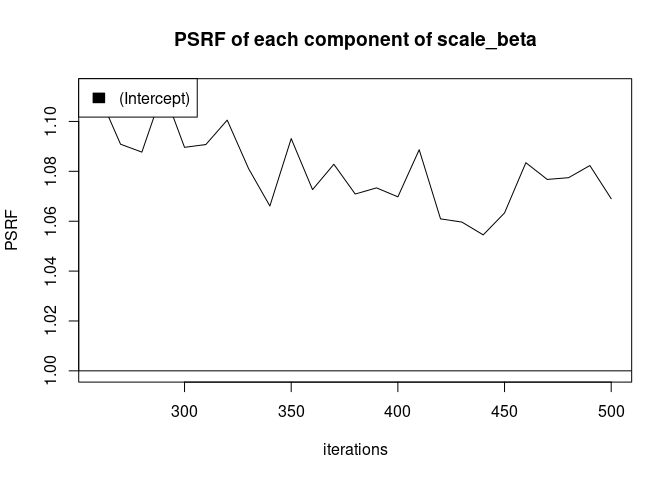 PSRF of each component of scale_beta
(Intercept)
PSRF
1.10
1.08
1.06
1.04
1.02
1.00
300 350 400 450 500
iterations